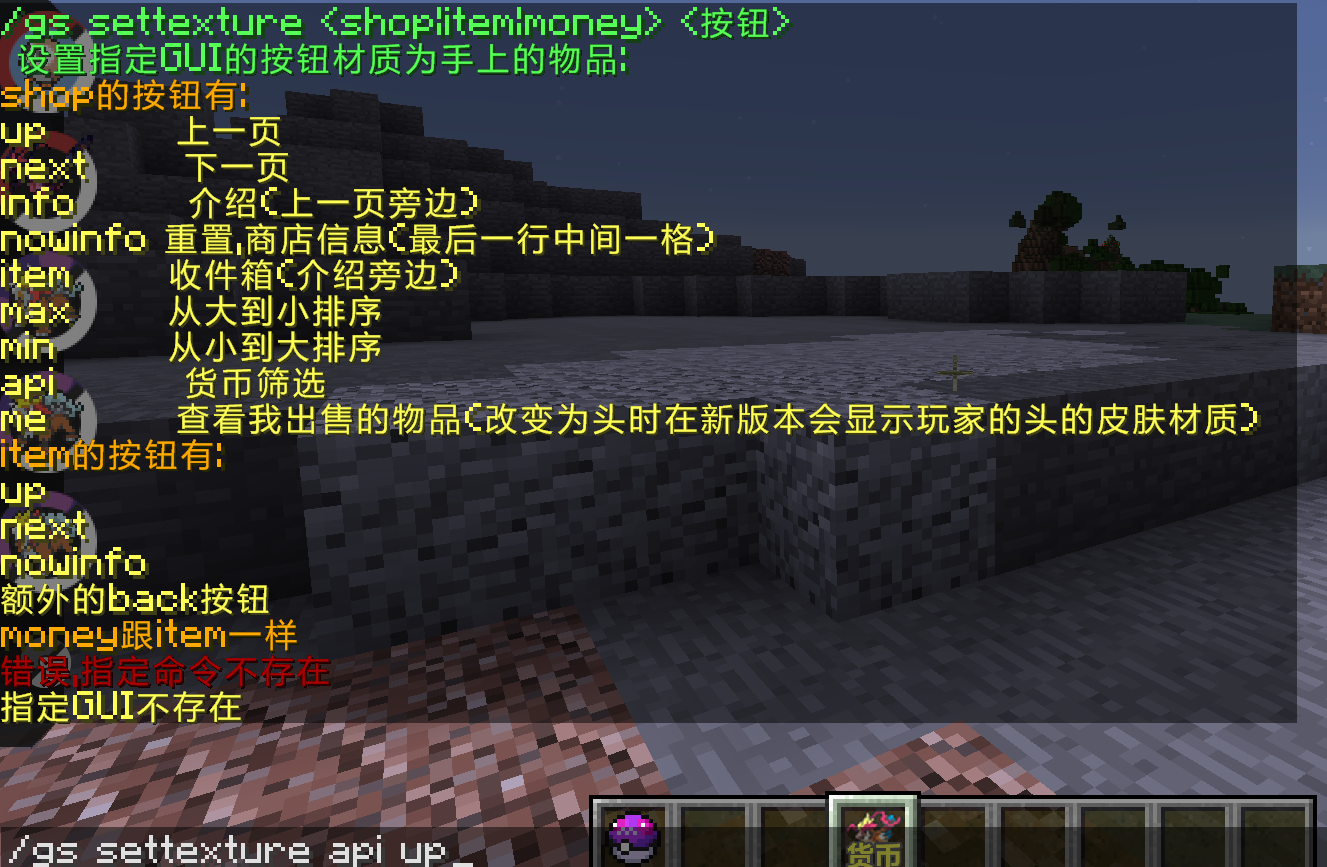 /gs settexture <shop|item|money> <按钮>
设置指定GUI的按钮材质为手上的物品:
shop的按钮有:
up 上一页
next 下一页
info 介绍(上一页旁边)
nowinfo 重置,商店信息(最后一行中间一格)
item 收件箱(介绍旁边)
max 从大到小排序
min 从小到大排序
api 货币筛选
me 查看我出售的物品(改变为头时在新版本会显示玩家的头的皮肤材质)
item的按钮有:
up
next
nowinfo
额外的back按钮
money跟item一样
错误,指定命令不存在
指定GUI不存在
/gs settexture api up_
货币